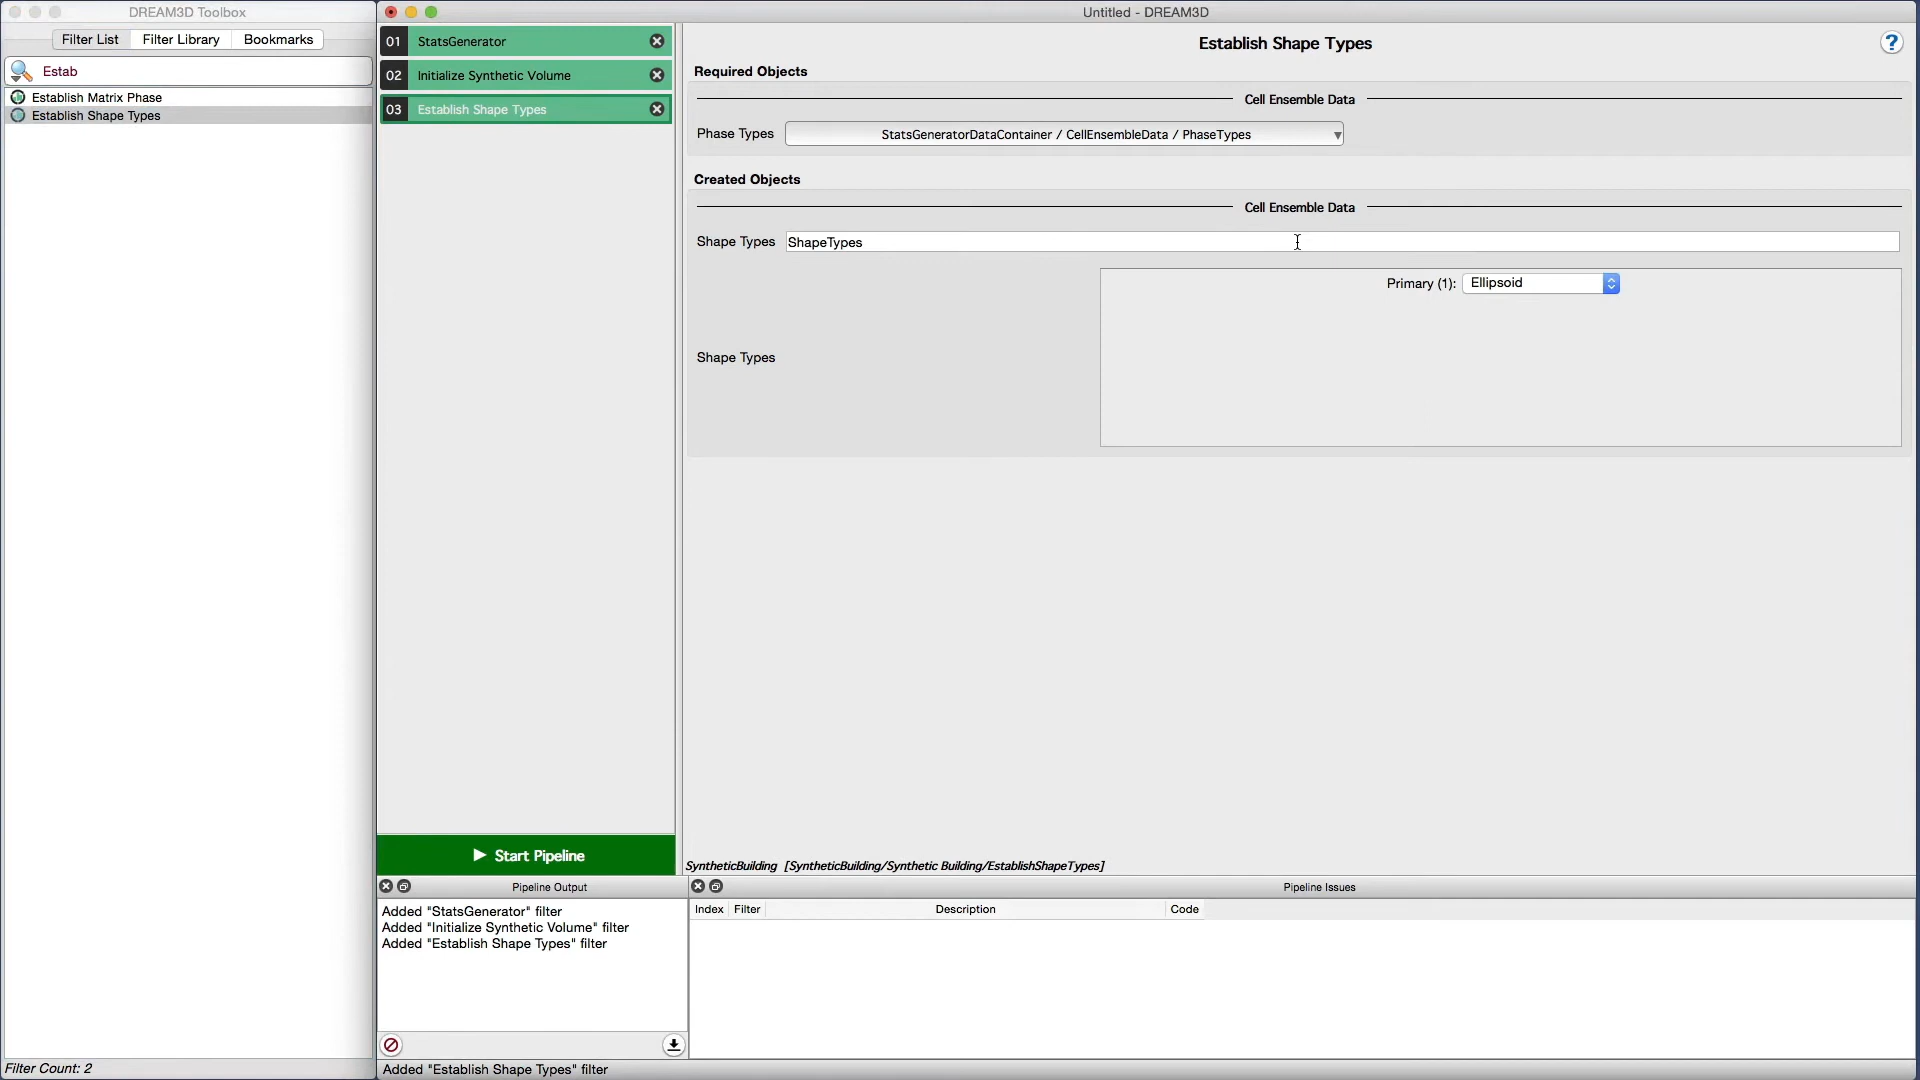 DREAM3D Toolbox
Filter List Filter Library Bookmarks
Estab
Establish Matrix Phase
Establish Shape Types
Filter Count: 2
Untitled - DREAM3D
01 StatsGenerator
02 Initialize Synthetic Volume
03 Establish Shape Types
Start Pipeline
Establish Shape Types
?
Required Objects
Cell Ensemble Data
Phase Types StatsGeneratorDataContainer / CellEnsembleData / PhaseTypes
Created Objects
Cell Ensemble Data
Shape Types ShapeTypes
Primary (1): Ellipsoid
Shape Types
SyntheticBuilding [SyntheticBuilding/Synthetic Building/EstablishShapeTypes]
Pipeline Output
Added "StatsGenerator" filter
Added "Initialize Synthetic Volume" filter
Added "Establish Shape Types" filter
Pipeline Issues
Index Filter Description Code
Added "Establish Shape Types" filter